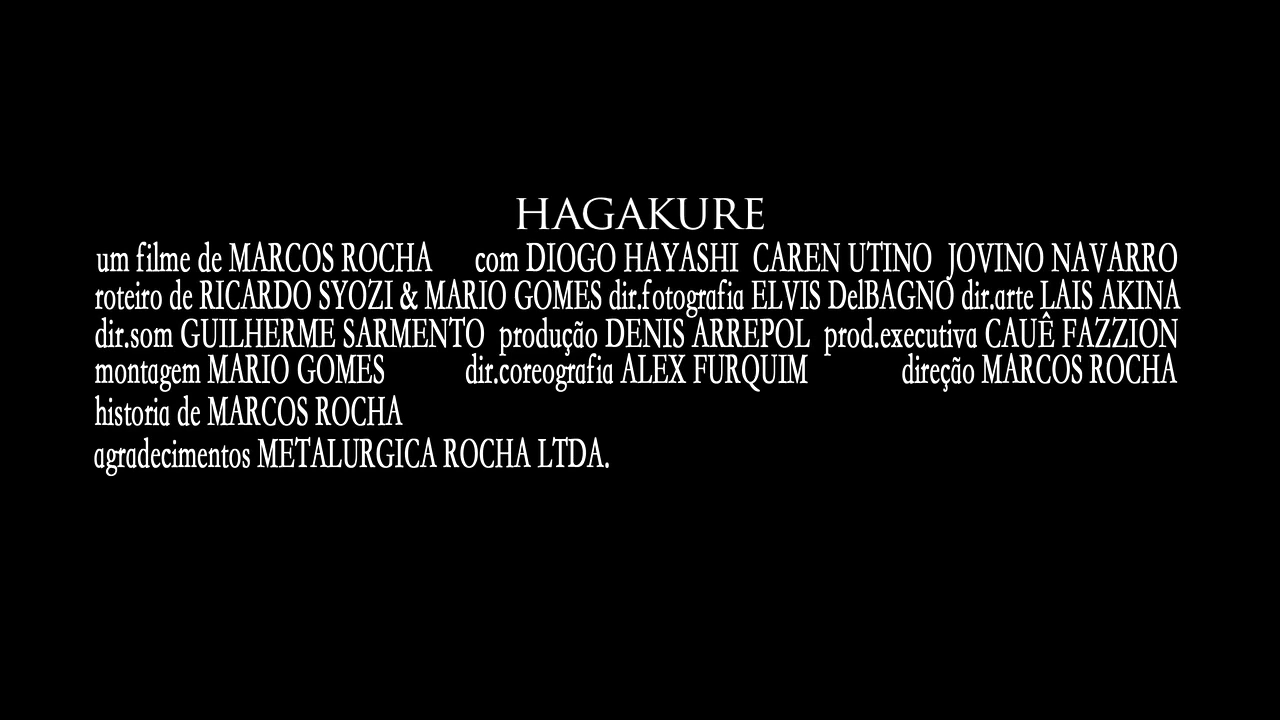 HAGAKURE
um filme de MARCOS ROCHA com DIOGO HAYASHI CAREN UTINO JOVINO NAVARRO
roteiro de RICARDO SYOZI & MARIO GOMES dir.fotografia ELVIS DelBAGNO dir.arte LAIS AKINA
dir.som GUILHERME SARMENTO produção DENIS ARREPOL prod.executiva CAUÊ FAZZION
montagem MARIO GOMES dir.coreografia ALEX FURQUIM direção MARCOS ROCHA
historia de MARCOS ROCHA
agradecimentos METALURGICA ROCHA LTDA.